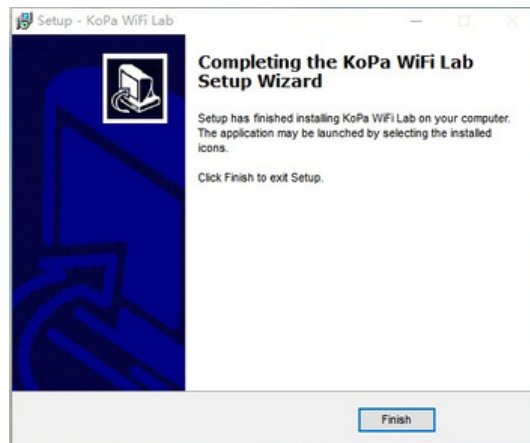 Setup - KoPa WiFi Lab
Completing the KoPa WiFi Lab
Setup Wizard
Setup has finished installing KoPa WiFi Lab on your computer.
The application may be launched by selecting the installed
icons.
Click Finish to exit Setup.
Finish